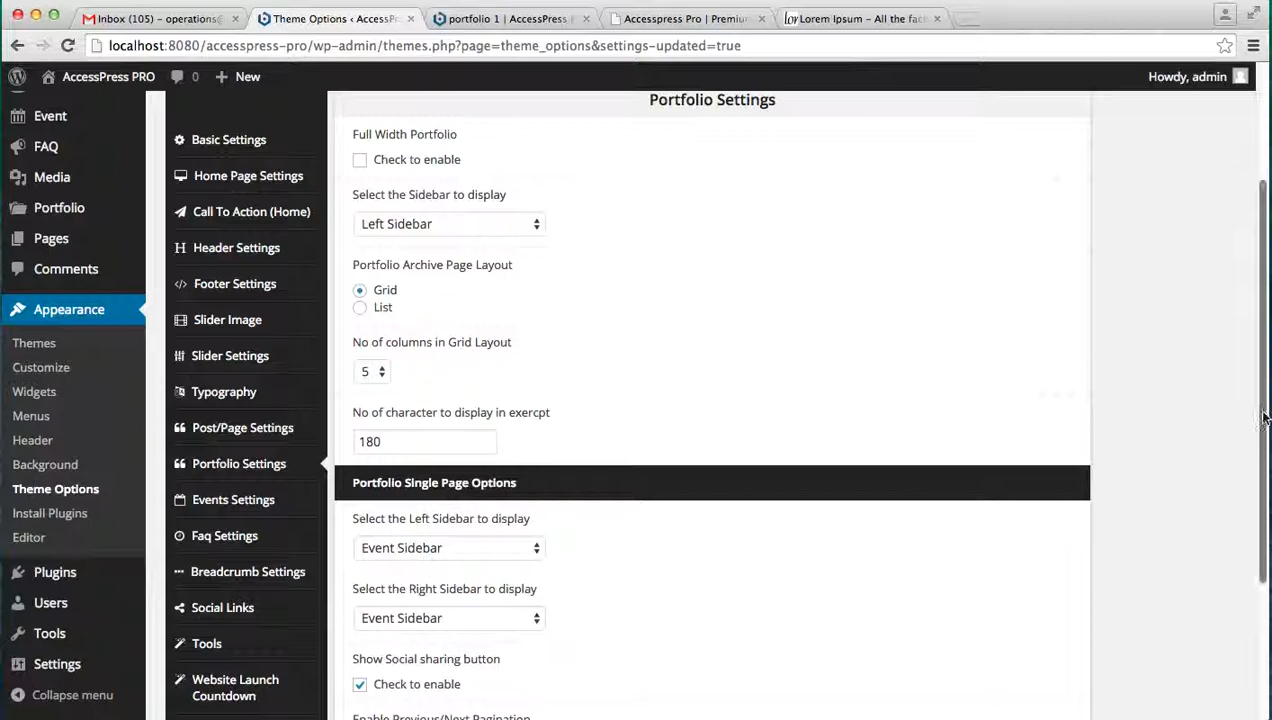 Inbox (105) – operations@
Theme Options ‹ AccessPr
portfolio 1 | AccessPress
Accesspress Pro | Premiu
Lorem Ipsum – All the fac
localhost:8080/accesspress-pro/wp-admin/themes.php?page=theme_options&settings-updated=true
AccessPress PRO
0
+ New
Howdy, admin
Event
FAQ
Media
Portfolio
Pages
Comments
Appearance
Themes
Customize
Widgets
Menus
Header
Background
Theme Options
Install Plugins
Editor
Plugins
Users
Tools
Settings
Collapse menu
Basic Settings
Home Page Settings
Call To Action (Home)
Header Settings
Footer Settings
Slider Image
Slider Settings
Typography
Post/Page Settings
Portfolio Settings
Events Settings
Faq Settings
Breadcrumb Settings
Social Links
Tools
Website Launch
Countdown
Portfolio Settings
Full Width Portfolio
Check to enable
Select the Sidebar to display
Left Sidebar
Portfolio Archive Page Layout
Grid
List
No of columns in Grid Layout
5
No of character to display in exercpt
180
Portfolio Single Page Options
Select the Left Sidebar to display
Event Sidebar
Select the Right Sidebar to display
Event Sidebar
Show Social sharing button
Check to enable
Enable Previous/Next Pagination